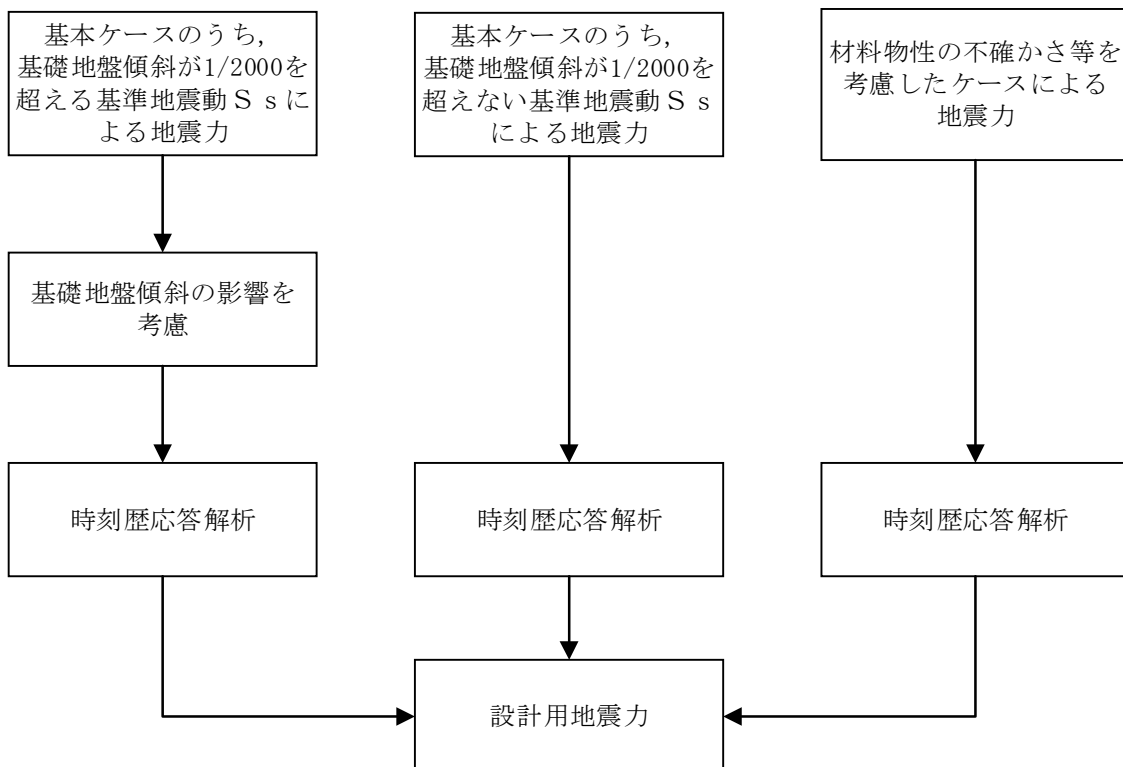 基本ケースのうち,
基礎地盤傾斜が1/2000を
超える基準地震動Ｓｓに
よる地震力
基本ケースのうち,
基礎地盤傾斜が1/2000を
超えない基準地震動Ｓｓ
による地震力
材料物性の不確かさ等を
考慮したケースによる
地震力
基礎地盤傾斜の影響を
考慮
時刻歴応答解析
時刻歴応答解析
時刻歴応答解析
設計用地震力